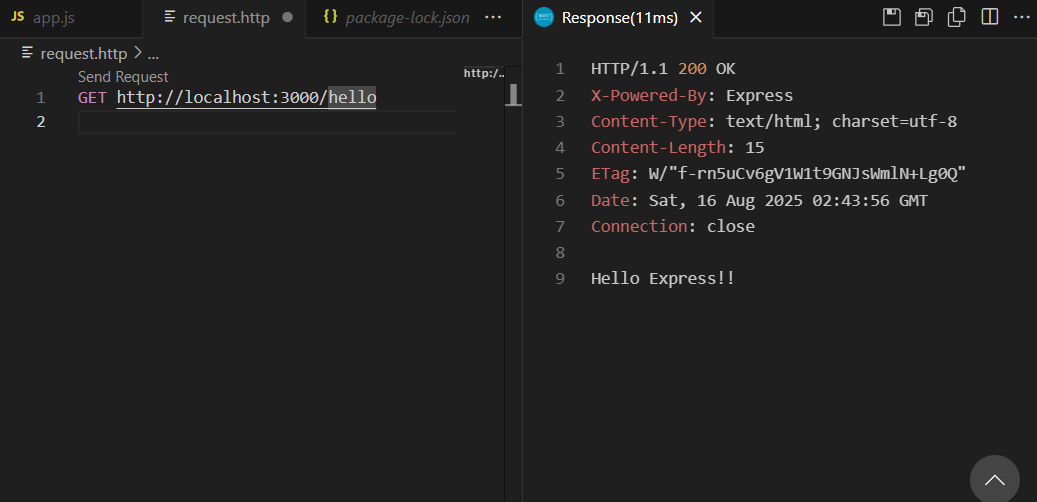 JS app.js
request.http
{} package-lock.json ...
request.http > ...
Send Request
1 GET http://localhost:3000/hello
2
http:/..
Response(11ms)
1 HTTP/1.1 200 OK
2 X-Powered-By: Express
3 Content-Type: text/html; charset=utf-8
4 Content-Length: 15
5 ETag: W/"f-rn5uCv6gV1W1t9GNJsWmlN+Lg0Q"
6 Date: Sat, 16 Aug 2025 02:43:56 GMT
7 Connection: close
8
9 Hello Express!!